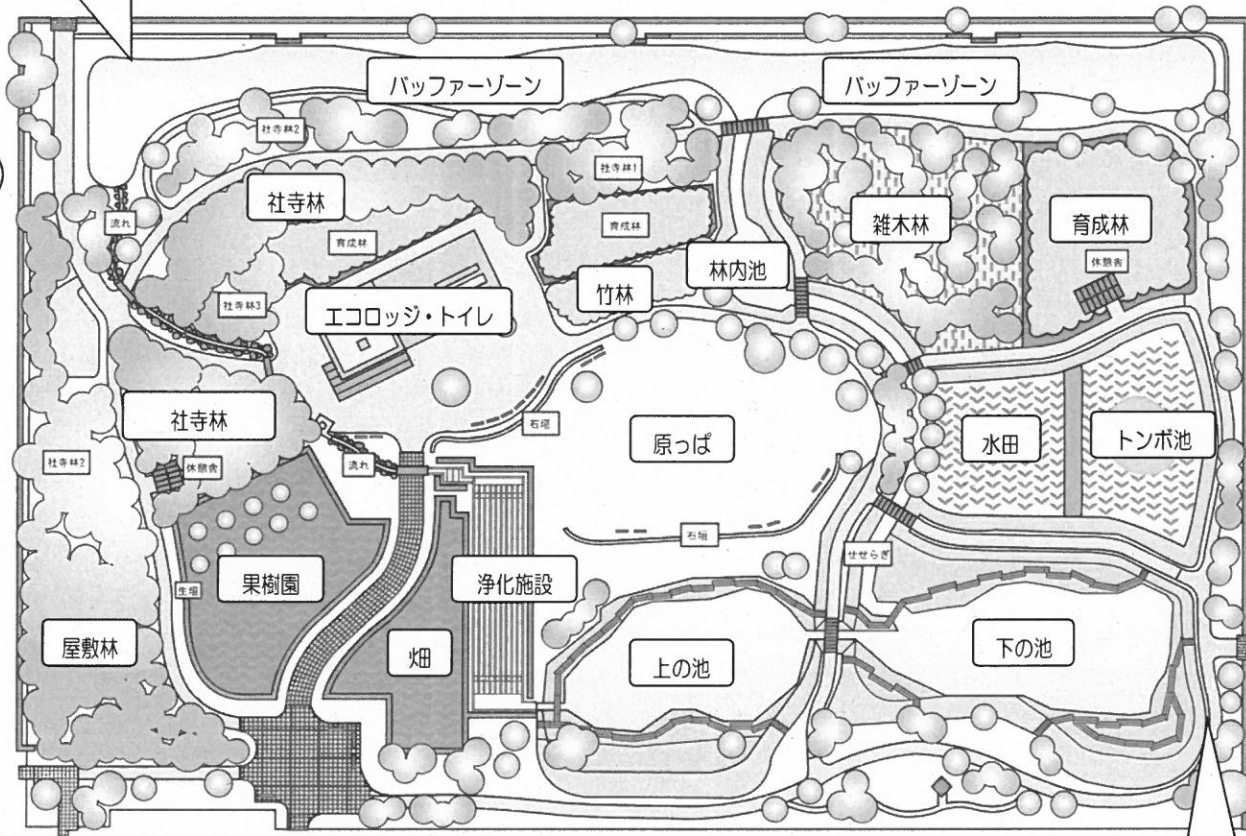 バッファーゾーン
バッファーゾーン
社寺林2
社寺林1
社寺林
雑木林
育成林
流れ
育成林
育成林
休憩舎
林内池
竹林
社寺林3
エコロッジ・トイレ
社寺林
石垣
原っぱ
水田
トンボ池
社寺林2
休憩舎
流れ
石垣
せせらぎ
生垣
果樹園
浄化施設
屋敷林
畑
上の池
下の池